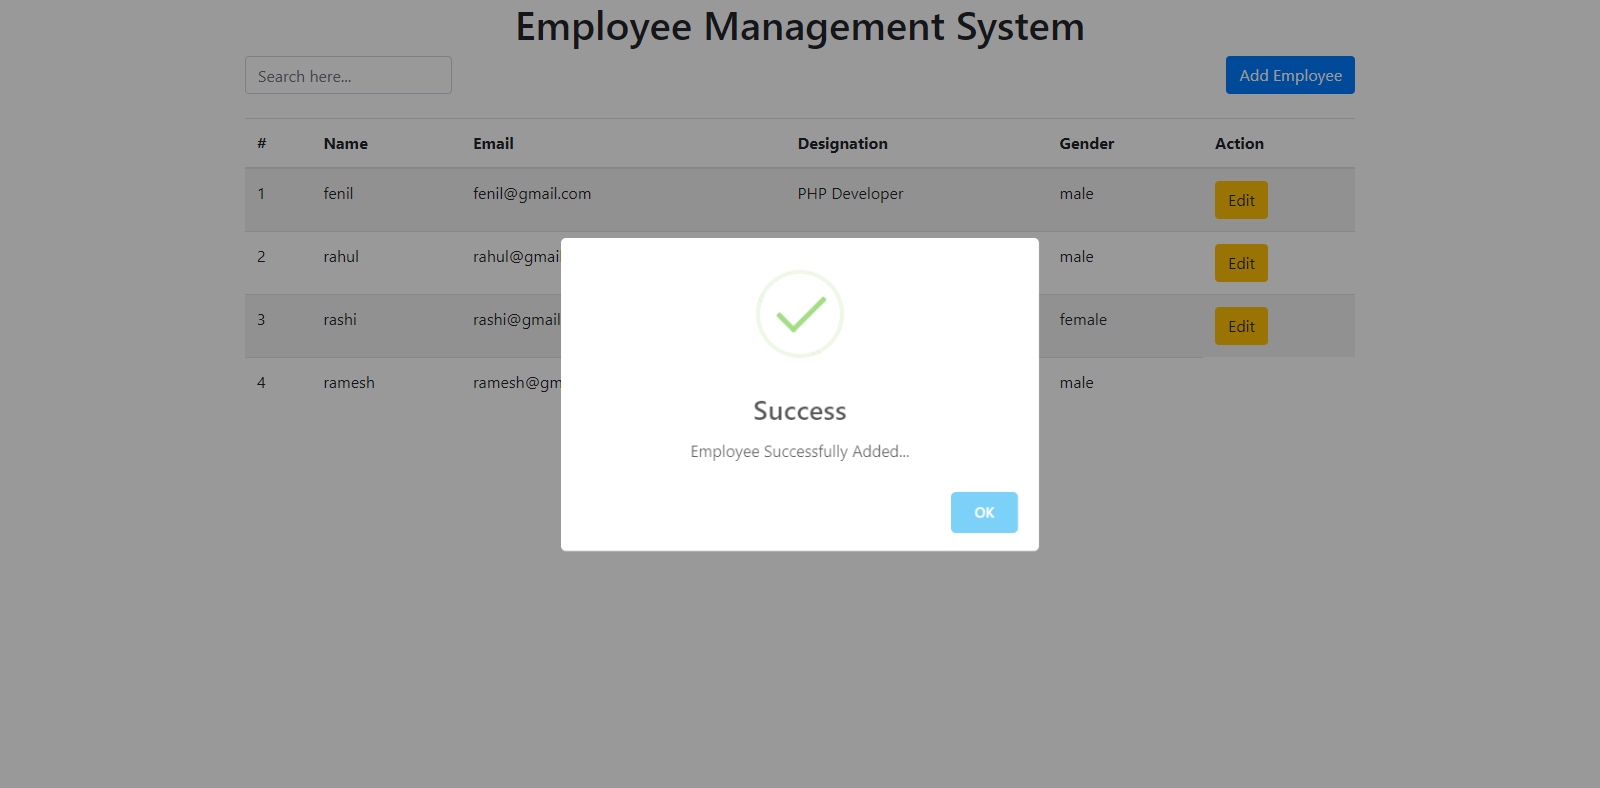 Employee Management System
Search here...
Add Employee
# Name Email Designation Gender Action
1 fenil fenil@gmail.com PHP Developer male Edit
2 rahul rahul@gmail male Edit
3 rashi rashi@gmail female Edit
4 ramesh ramesh@gm male
Success
Employee Successfully Added...
OK